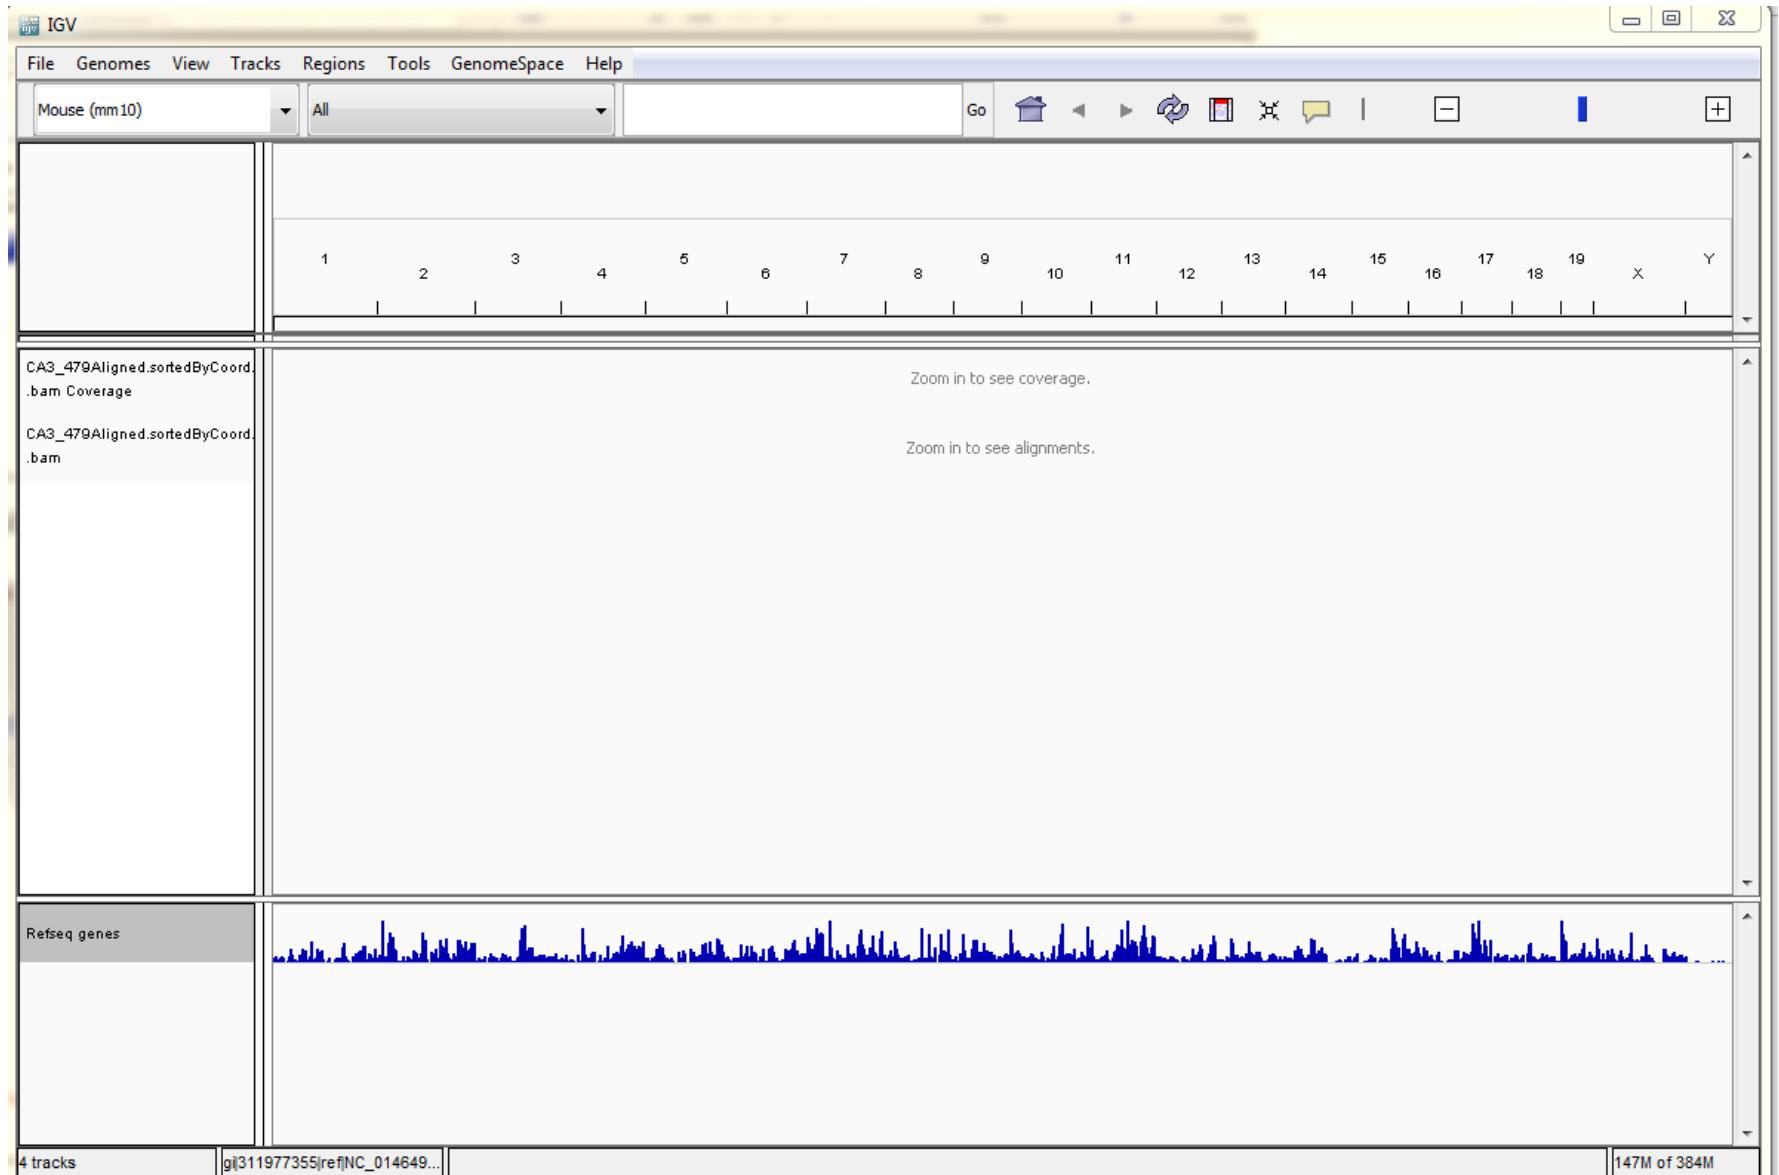 IGV
File Genomes View Tracks Regions Tools GenomeSpace Help
Mouse (mm10) All Go
1 2 3 4 5 6 7 8 9 10 11 12 13 14 15 16 17 18 19 X Y
CA3_479Aligned.sortedByCoord.
.bam Coverage
Zoom in to see coverage.
CA3_479Aligned.sortedByCoord.
.bam
Zoom in to see alignments.
Refseq genes
4 tracks gi|311977355|ref|NC_014649... 147M of 384M